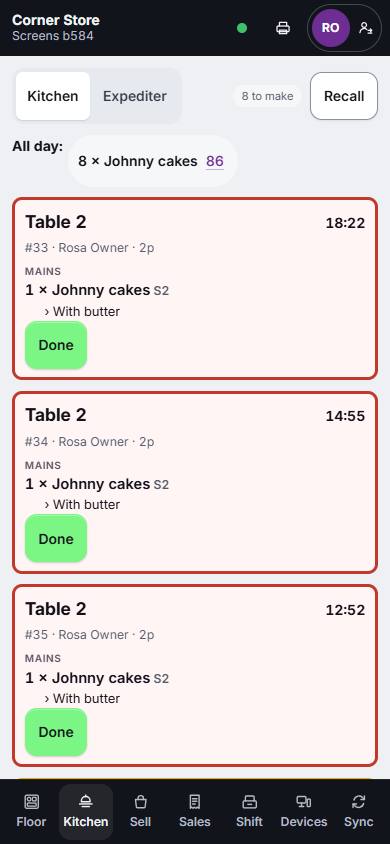 Corner Store
Screens b584
RO
Kitchen
Expediter
8 to make
Recall
All day:
8 × Johnny cakes 86
Table 2 18:22
#33 · Rosa Owner · 2p
MAINS
1 × Johnny cakes S2
› With butter
Done
Table 2 14:55
#34 · Rosa Owner · 2p
MAINS
1 × Johnny cakes S2
› With butter
Done
Table 2 12:52
#35 · Rosa Owner · 2p
MAINS
1 × Johnny cakes S2
› With butter
Done
Floor
Kitchen
Sell
Sales
Shift
Devices
Sync